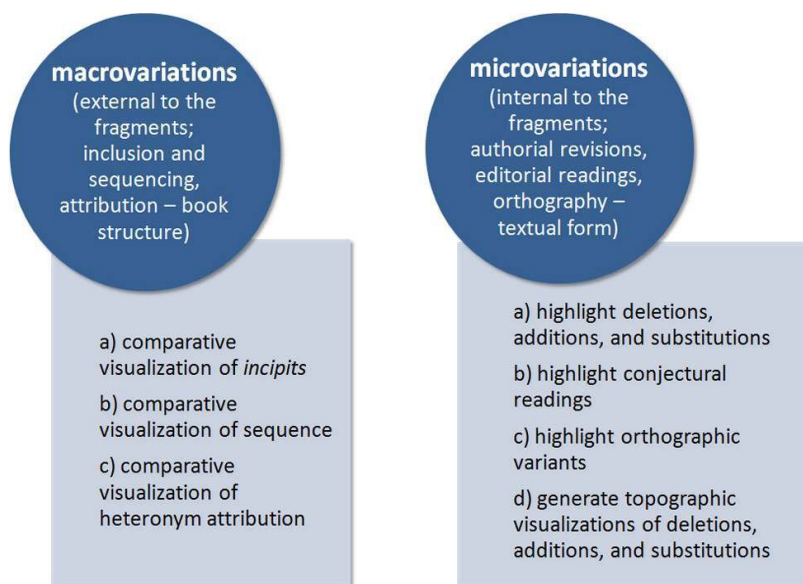 macrovariations
(external to the
fragments;
inclusion and
sequencing,
attribution – book
structure)
a) comparative
visualization of incipits
b) comparative
visualization of sequence
c) comparative
visualization of
heteronym attribution
microvariations
(internal to the
fragments;
authorial revisions,
editorial readings,
orthography –
textual form)
a) highlight deletions,
additions, and substitutions
b) highlight conjectural
readings
c) highlight orthographic
variants
d) generate topographic
visualizations of deletions,
additions, and substitutions